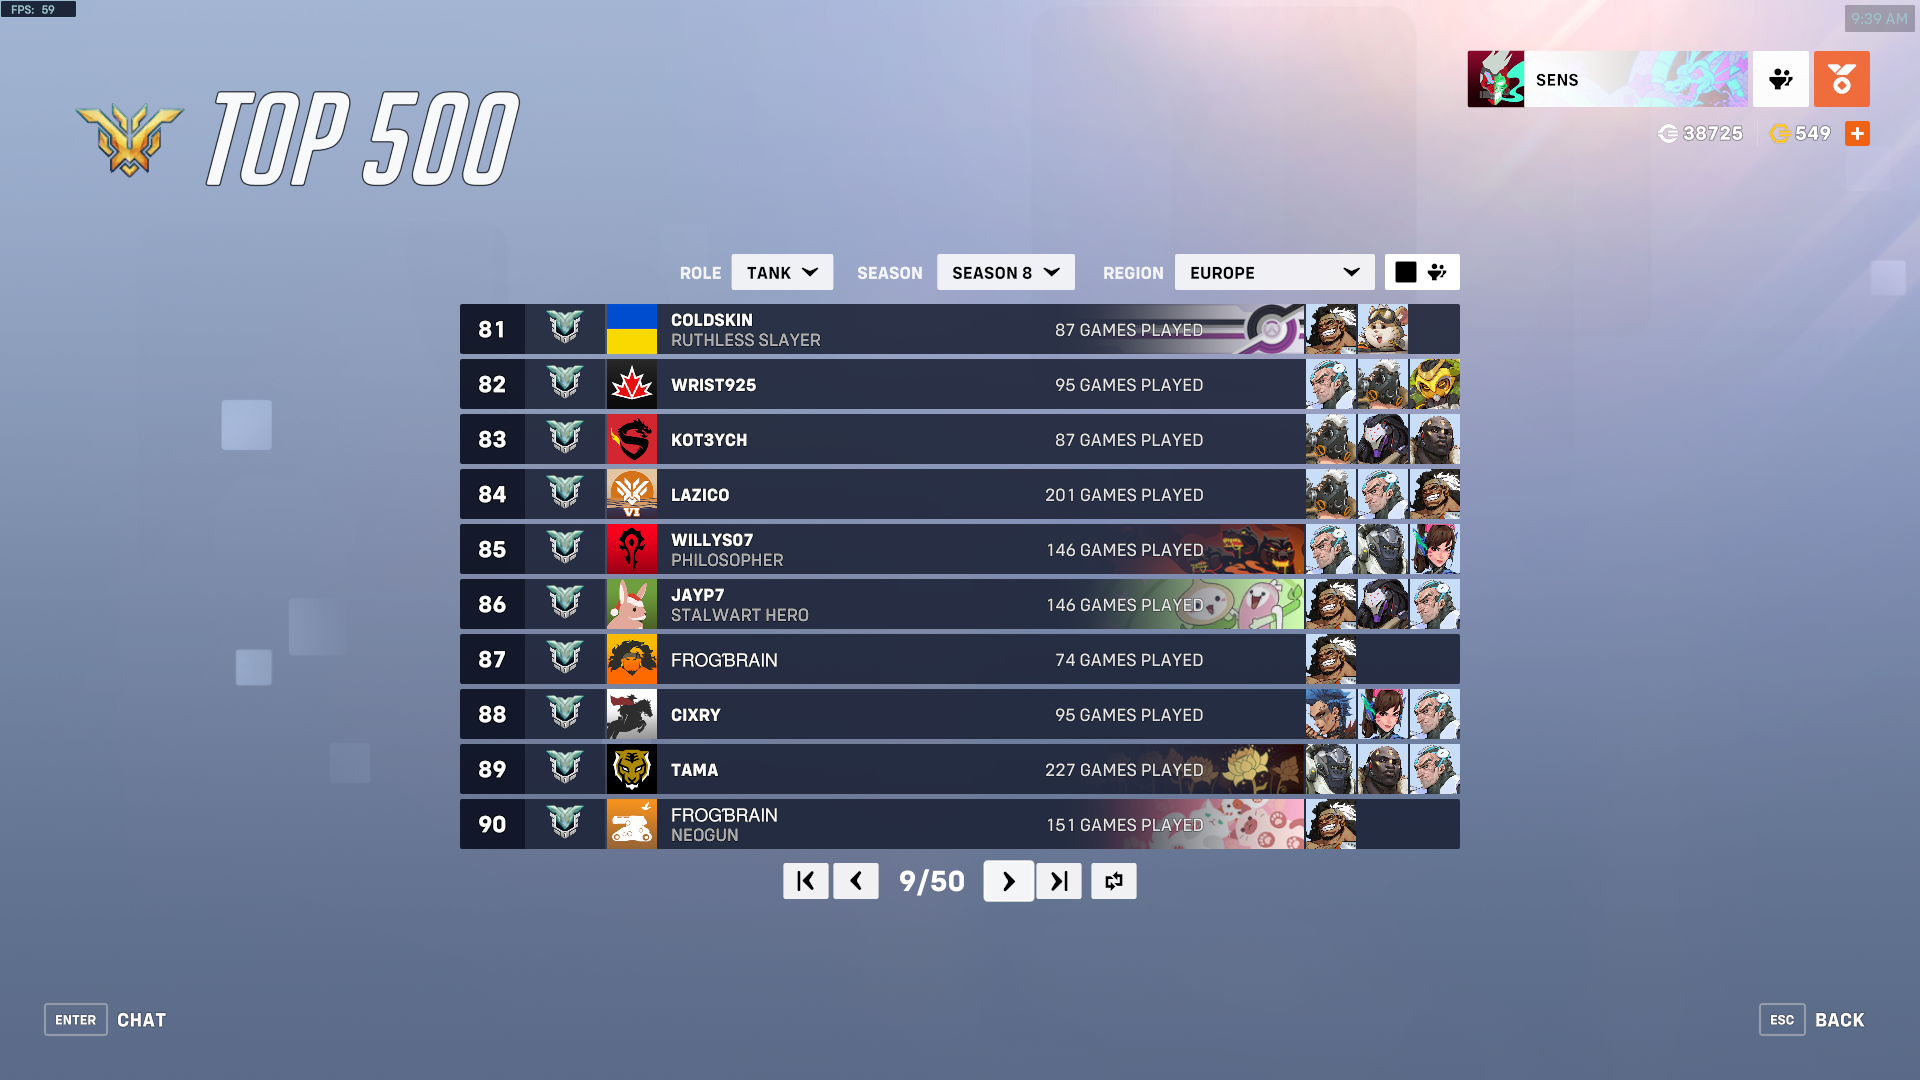 FPS: 59
9:39 AM
TOP 500
SENS
38725
549
ROLE TANK SEASON SEASON 8 REGION EUROPE
81 COLDSKIN 87 GAMES PLAYED
RUTHLESS SLAYER
82 WRIST925 95 GAMES PLAYED
83 KOT3YCH 87 GAMES PLAYED
84 VI LAZICO 201 GAMES PLAYED
85 WILLYS07 146 GAMES PLAYED
PHILOSOPHER
86 JAYP7 146 GAMES PLAYED
STALWART HERO
87 FROGƁRAIN 74 GAMES PLAYED
88 CIXRY 95 GAMES PLAYED
89 TAMA 227 GAMES PLAYED
90 FROGƁRAIN 151 GAMES PLAYED
NEOGUN
9/50
ENTER CHAT
ESC BACK